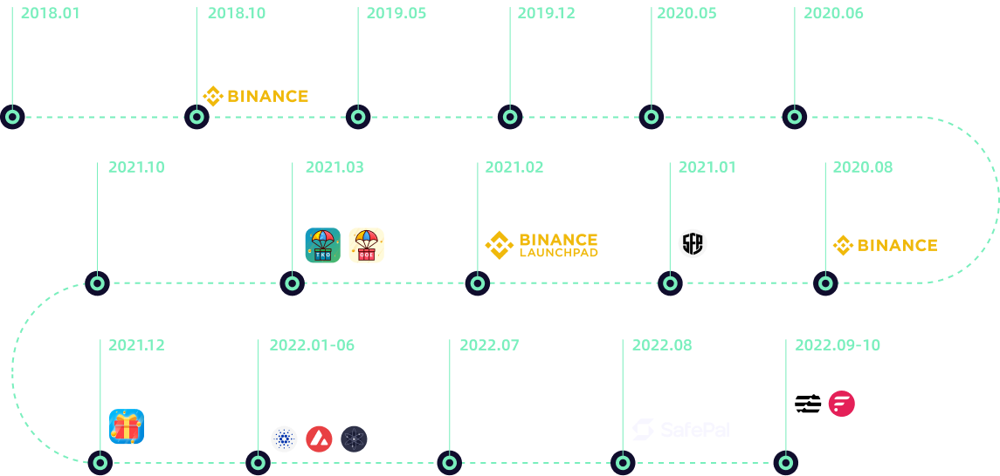 2018.01
2018.10
2019.05
2019.12
2020.05
2020.06
BINANCE
2021.10
2021.03
2021.02
2021.01
2020.08
TKO
BINANCE
LAUNCHPAD
SFP
BINANCE
2021.12
2022.01-06
2022.07
2022.08
2022.09-10
SafePal